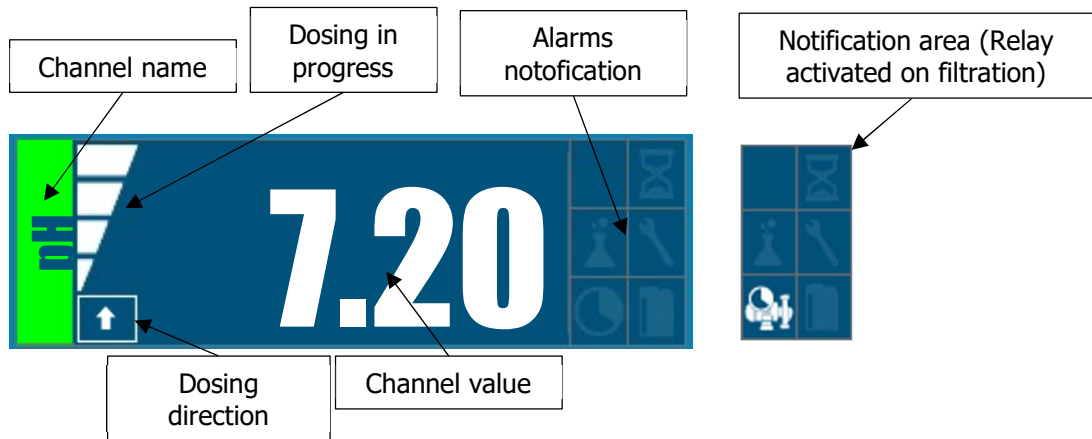 Channel name
Dosing in
progress
Alarms
notofication
Notification area (Relay
activated on filtration)
pH
7.20
Dosing
direction
Channel value